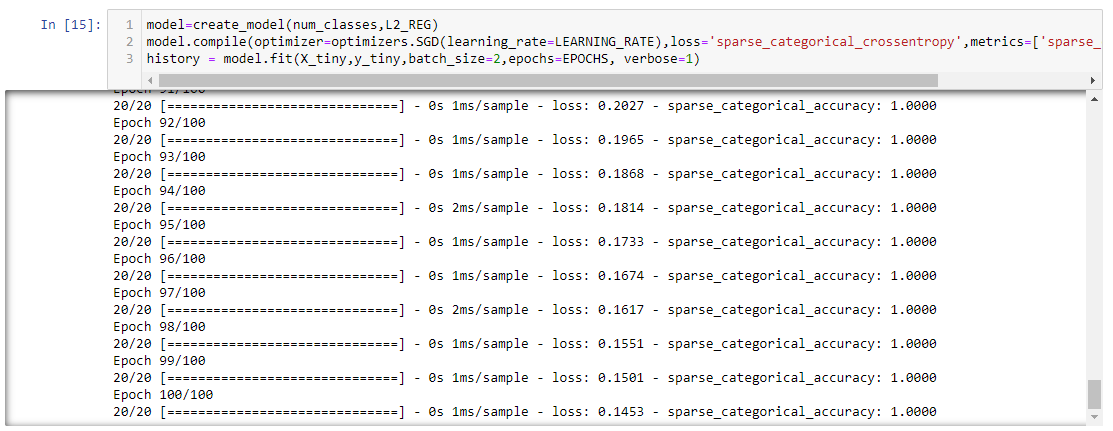 In [15]:
1 model=create_model(num_classes,L2_REG)
2 model.compile(optimizer=optimizers.SGD(learning_rate=LEARNING_RATE),loss='sparse_categorical_crossentropy',metrics=['sparse_
3 history = model.fit(X_tiny,y_tiny,batch_size=2,epochs=EPOCHS, verbose=1)
Epoch 91/100
20/20 [==============================] - 0s 1ms/sample - loss: 0.2027 - sparse_categorical_accuracy: 1.0000
Epoch 92/100
20/20 [==============================] - 0s 1ms/sample - loss: 0.1965 - sparse_categorical_accuracy: 1.0000
Epoch 93/100
20/20 [==============================] - 0s 1ms/sample - loss: 0.1868 - sparse_categorical_accuracy: 1.0000
Epoch 94/100
20/20 [==============================] - 0s 2ms/sample - loss: 0.1814 - sparse_categorical_accuracy: 1.0000
Epoch 95/100
20/20 [==============================] - 0s 1ms/sample - loss: 0.1733 - sparse_categorical_accuracy: 1.0000
Epoch 96/100
20/20 [==============================] - 0s 1ms/sample - loss: 0.1674 - sparse_categorical_accuracy: 1.0000
Epoch 97/100
20/20 [==============================] - 0s 2ms/sample - loss: 0.1617 - sparse_categorical_accuracy: 1.0000
Epoch 98/100
20/20 [==============================] - 0s 1ms/sample - loss: 0.1551 - sparse_categorical_accuracy: 1.0000
Epoch 99/100
20/20 [==============================] - 0s 1ms/sample - loss: 0.1501 - sparse_categorical_accuracy: 1.0000
Epoch 100/100
20/20 [==============================] - 0s 1ms/sample - loss: 0.1453 - sparse_categorical_accuracy: 1.0000